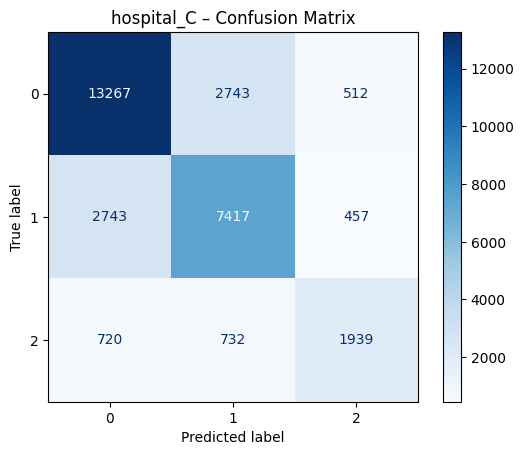 hospital_C – Confusion Matrix
True label
0 13267 2743 512
1 2743 7417 457
2 720 732 1939
0 1 2
Predicted label
12000
10000
8000
6000
4000
2000